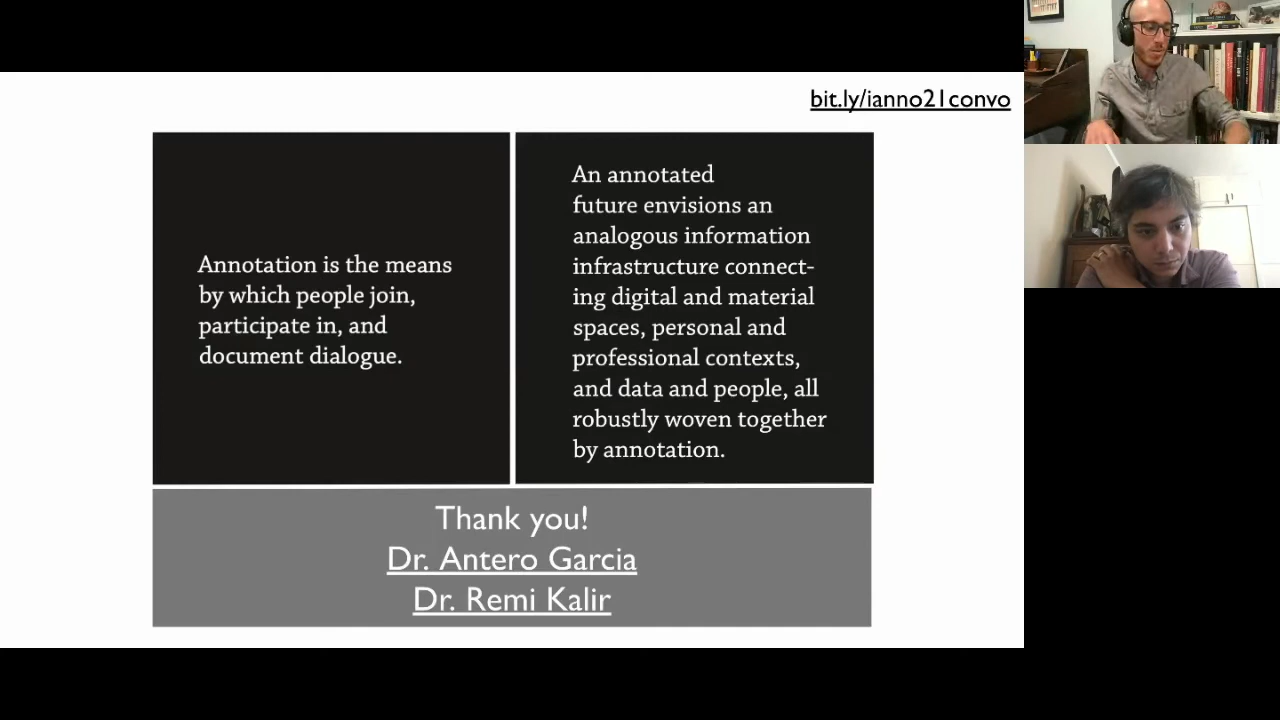 bit.ly/ianno21convo
Annotation is the means
by which people join,
participate in, and
document dialogue.
An annotated
future envisions an
analogous information
infrastructure connect-
ing digital and material
spaces, personal and
professional contexts,
and data and people, all
robustly woven together
by annotation.
Thank you!
Dr. Antero Garcia
Dr. Remi Kalir